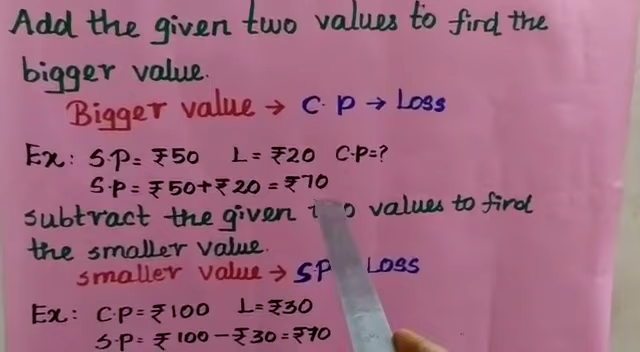 Add the given two values to find the
bigger value.
Bigger value → C.P → Loss
Ex: S.P = ₹50 L = ₹20 C.P=?
S.P = ₹50+₹20 = ₹70
subtract the given values to find
the smaller value.
smaller value → SP Loss
Ex: C.P = ₹100 L=₹30
S.P= ₹100-₹30=₹70